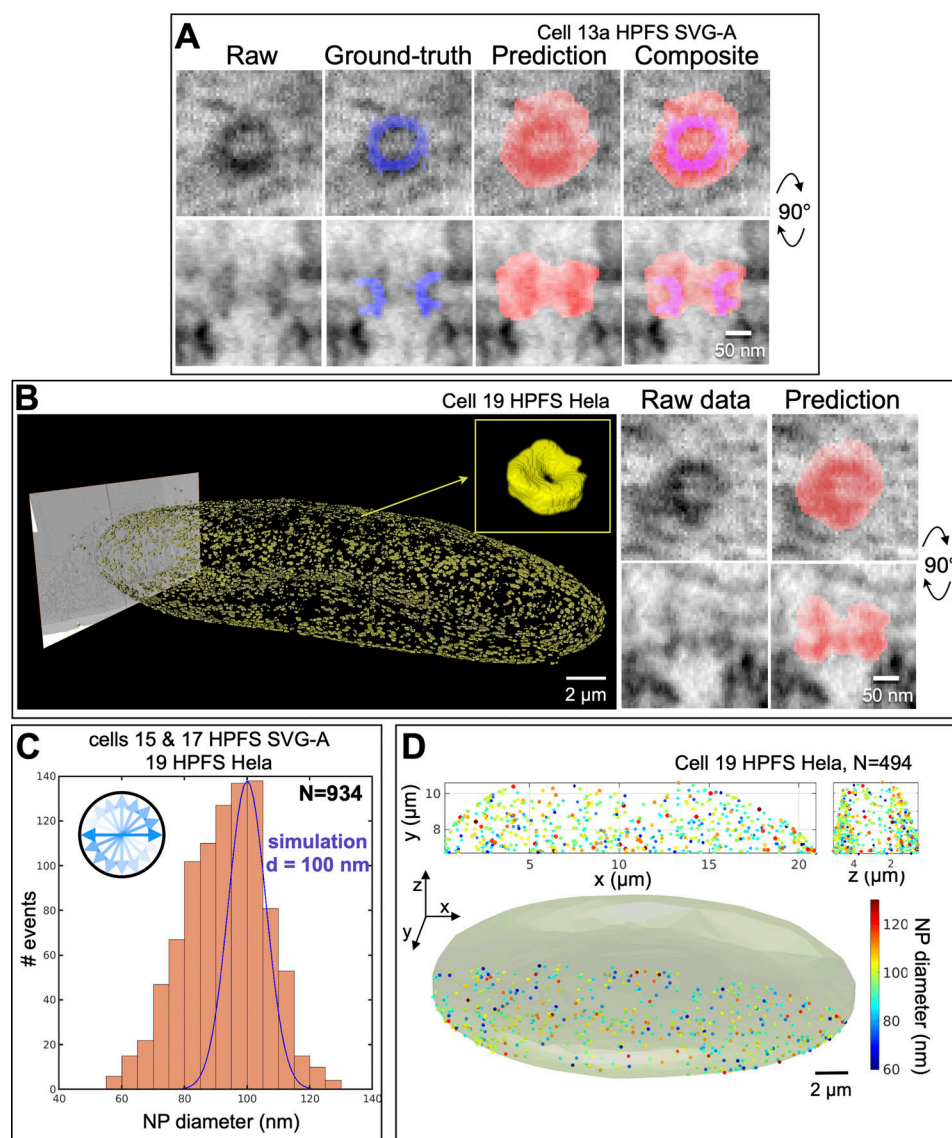 A
Cell 13a HPFS SVG-A
Raw
Ground-truth
Prediction
Composite
90°
50 nm
B
Cell 19 HPFS Hela
Raw data
Prediction
2 µm
90°
50 nm
C
cells 15 & 17 HPFS SVG-A
19 HPFS Hela
140
120
100
80
60
40
20
0
# events
N=934
simulation
d = 100 nm
40
60
80
100
120
140
NP diameter (nm)
D
Cell 19 HPFS Hela, N=494
y (µm)
10
8
5
10
15
20
x (µm)
4
2
z (µm)
z
x
y
120
100
80
60
NP diameter (nm)
2 µm